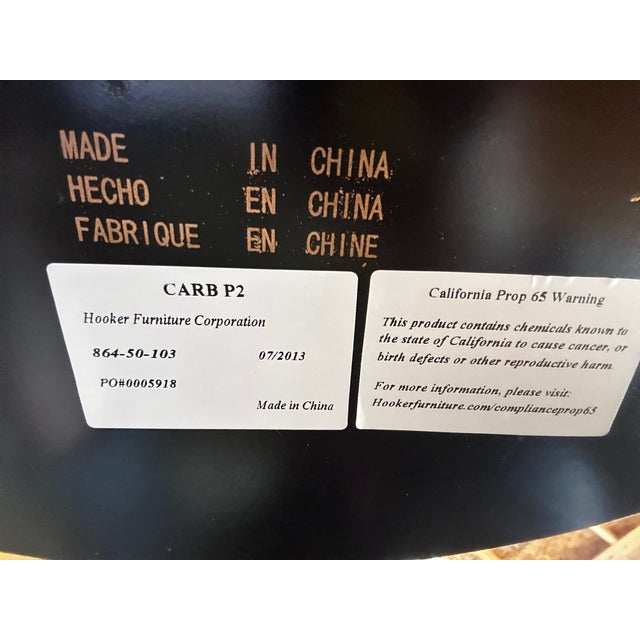 MADE IN CHINA
HECHO EN CHINA
FABRIQUE EN CHINE
CARB P2
Hooker Furniture Corporation
864-50-103 07/2013
PO#0005918
Made in China
California Prop 65 Warning
This product contains chemicals known to
the state of California to cause cancer, or
birth defects or other reproductive harm.
For more information, please visit:
Hookerfurniture.com/complianceprop65